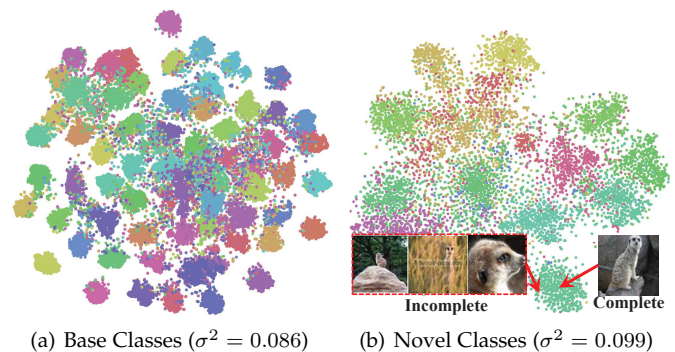 Incomplete
Complete
(a) Base Classes (σ² = 0.086)
(b) Novel Classes (σ² = 0.099)